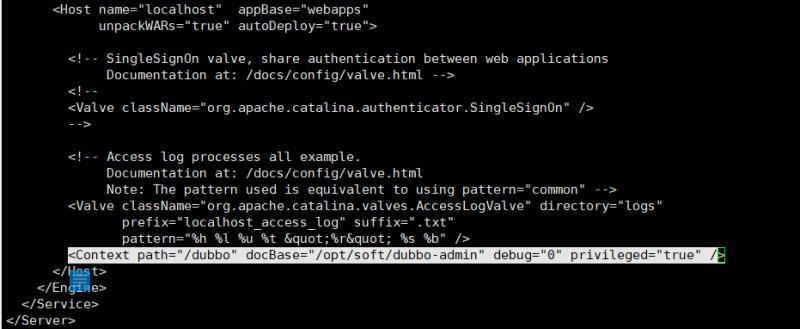 <Host name="localhost"  appBase="webapps"
unpackWARs="true" autoDeploy="true">
<!-- SingleSignOn valve, share authentication between web applications
Documentation at: /docs/config/valve.html -->
<!--
<Valve className="org.apache.catalina.authenticator.SingleSignOn" />
-->
<!-- Access log processes all example.
Documentation at: /docs/config/valve.html
Note: The pattern used is equivalent to using pattern="common" -->
<Valve className="org.apache.catalina.valves.AccessLogValve" directory="logs"
prefix="localhost_access_log" suffix=".txt"
pattern="%h %l %u %t &quot;%r&quot; %s %b" />
<Context path="/dubbo" docBase="/opt/soft/dubbo-admin" debug="0" privileged="true" />
</Host>
</Engine>
</Service>
</Server>